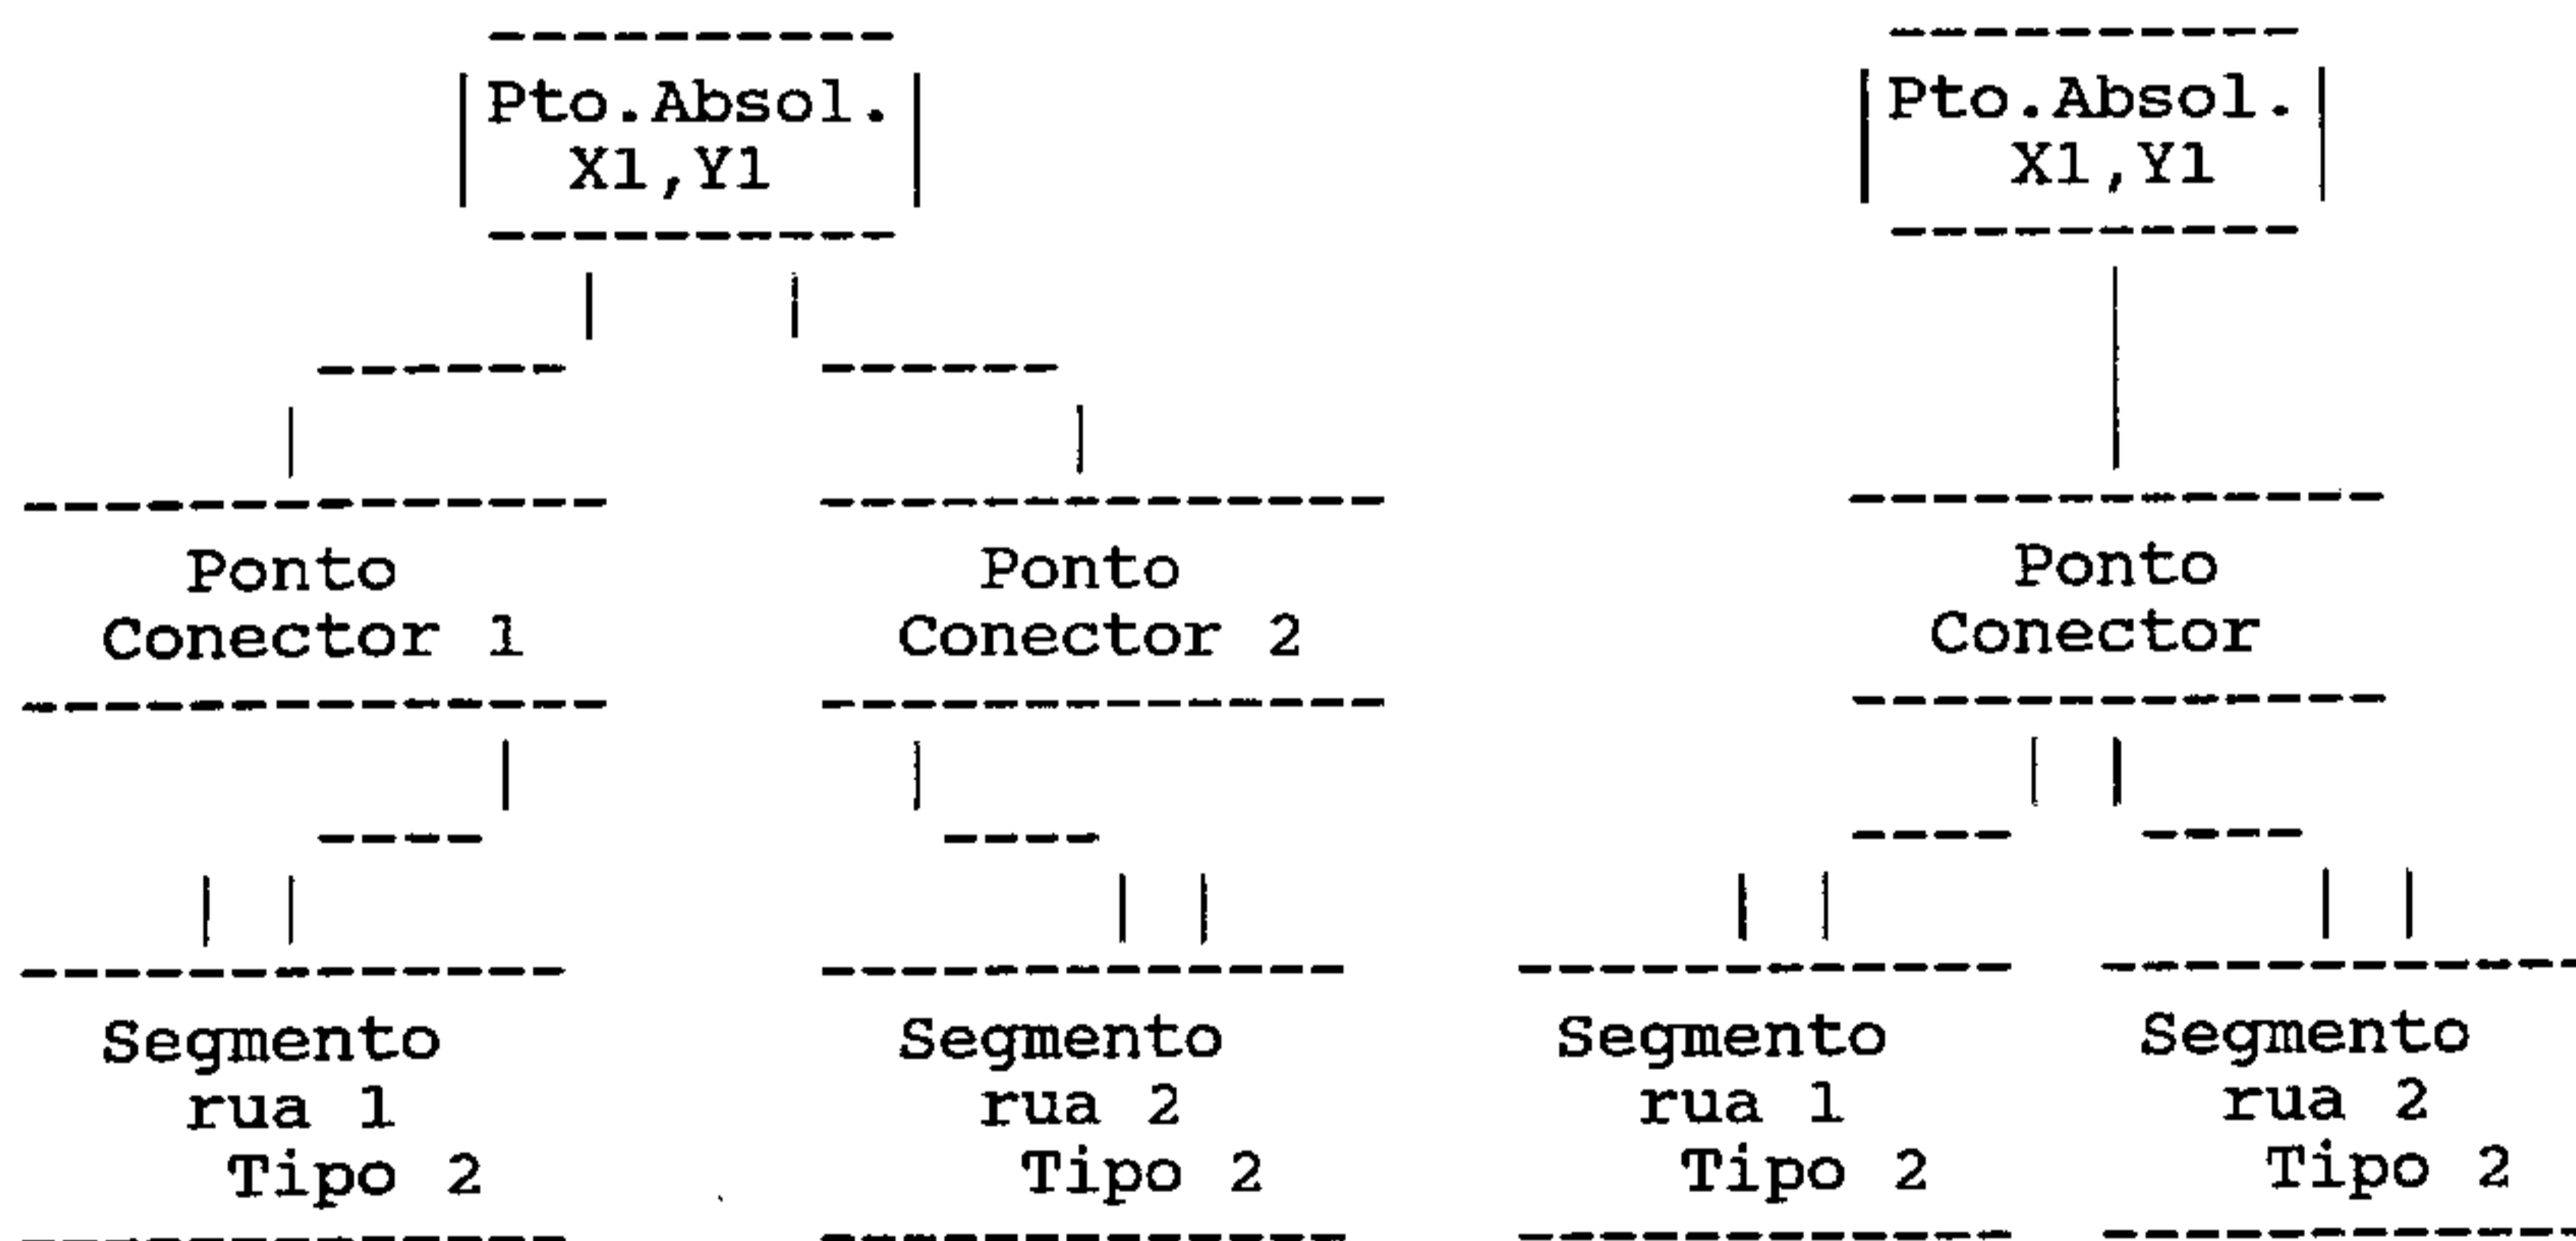 Pto.Absol.
X1,Y1
Pto.Absol.
X1,Y1
Ponto
Conector 1
Ponto
Conector 2
Ponto
Conector
Segmento
rua 1
Tipo 2
Segmento
rua 2
Tipo 2
Segmento
rua 1
Tipo 2
Segmento
rua 2
Tipo 2